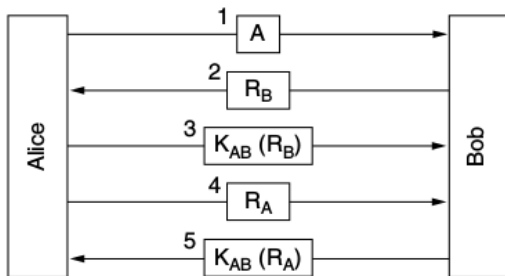 Alice
1 A
2 R_B
3 K_AB (R_B)
4 R_A
5 K_AB (R_A)
Bob